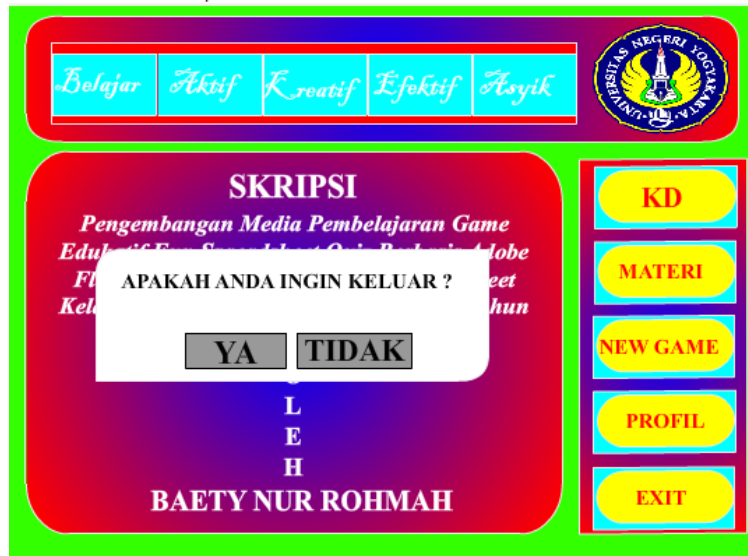 Belajar Aktif Kreatif Efektif Asyik
UNIVERSITAS NEGERI YOGYAKARTA
SKRIPSI
Pengembangan Media Pembelajaran Game
APAKAH ANDA INGIN KELUAR ?
YA TIDAK
L
E
H
BAETY NUR ROHMAH
KD
MATERI
NEW GAME
PROFIL
EXIT